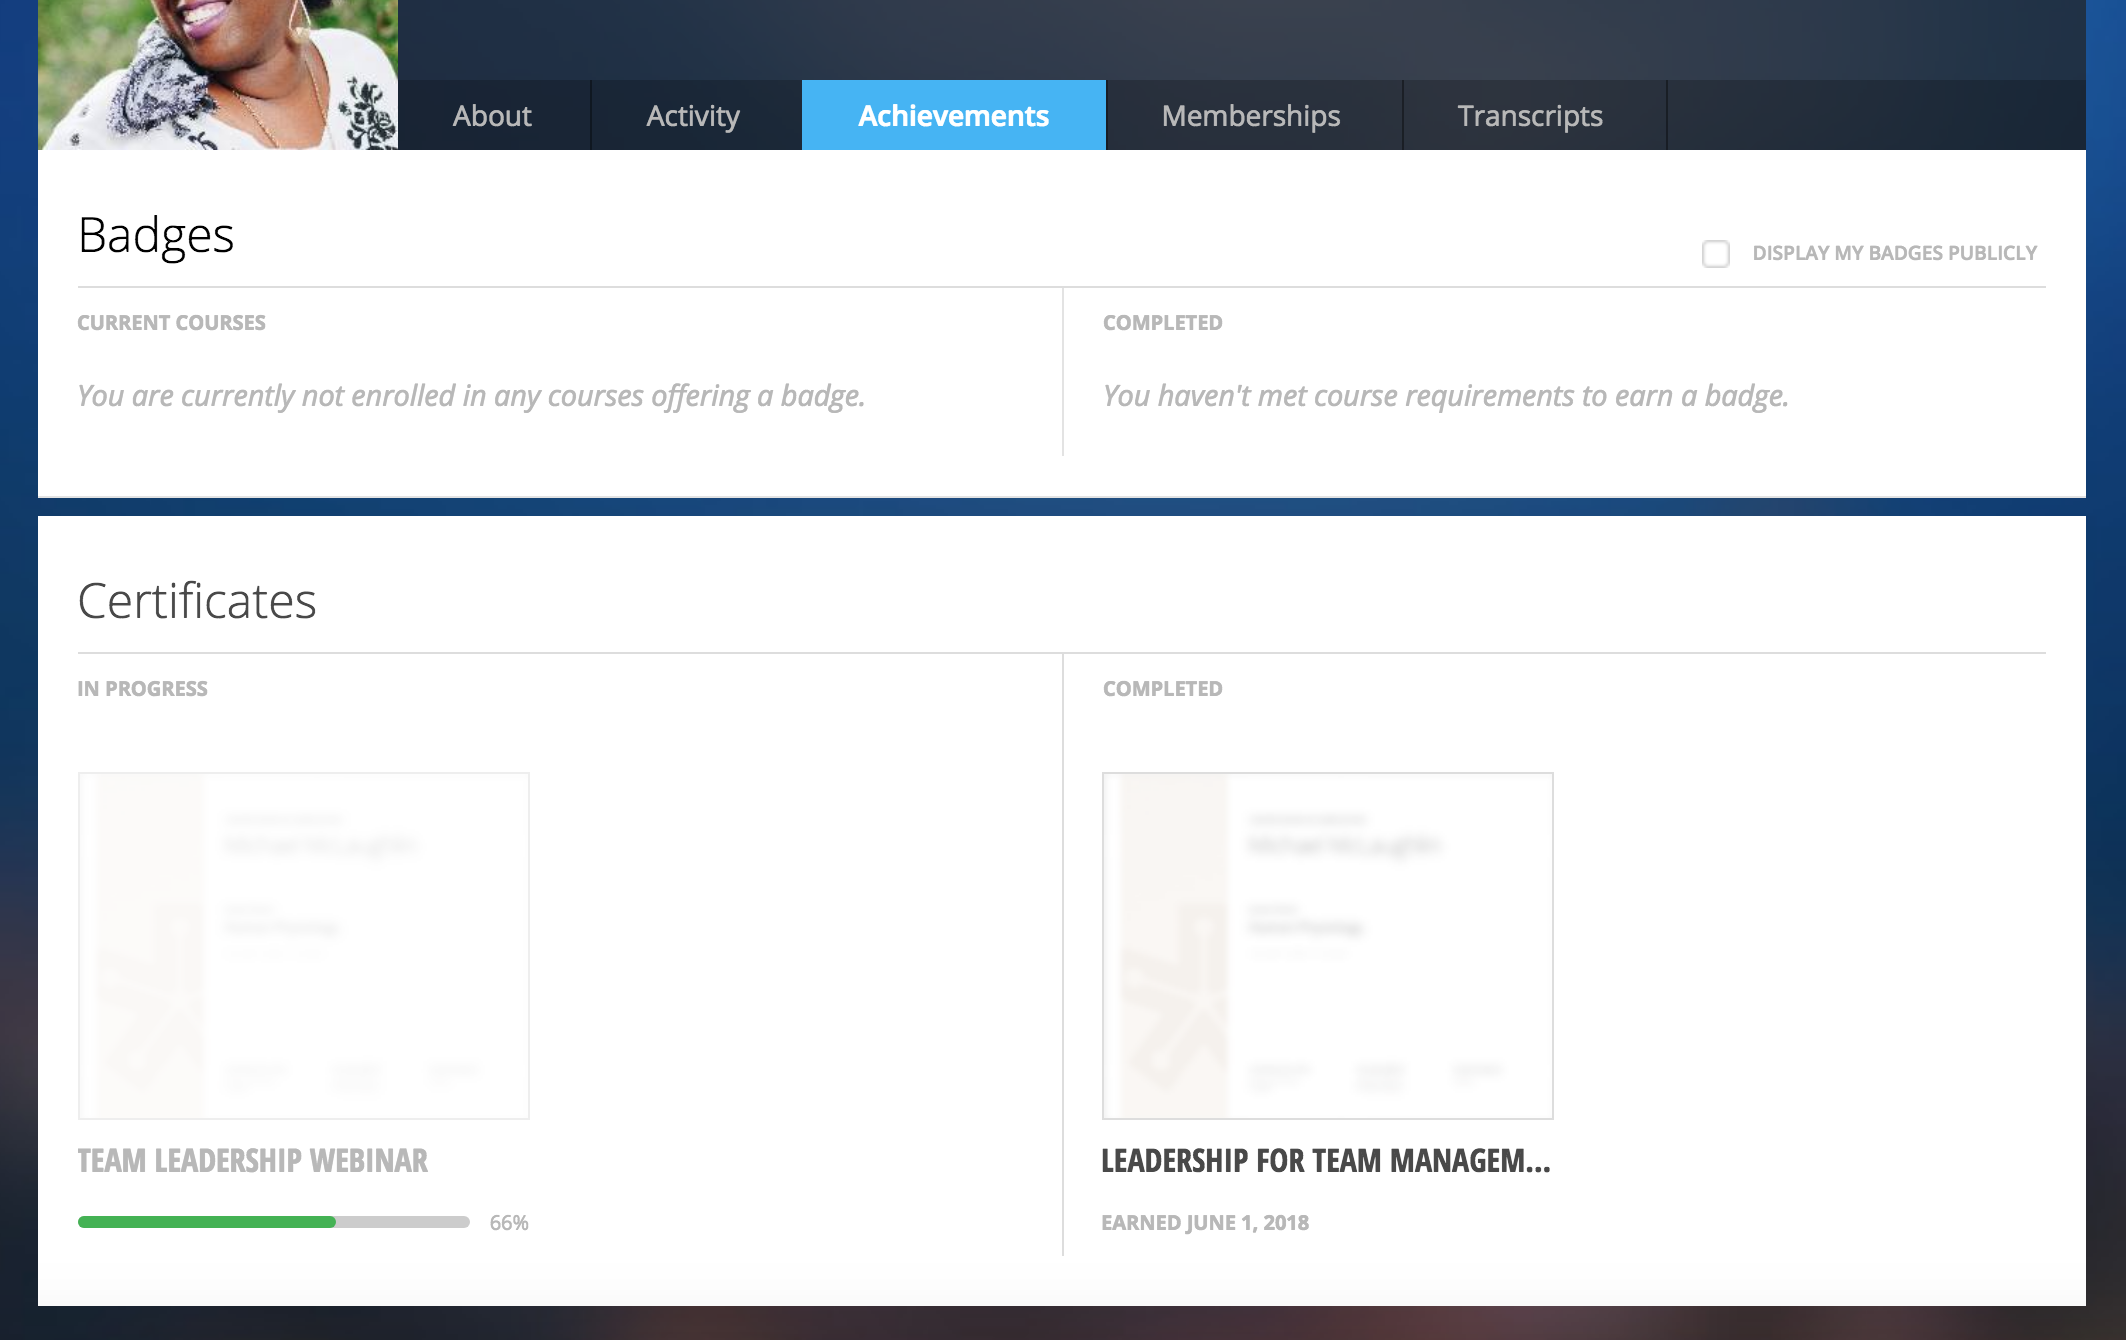 About
Activity
Achievements
Memberships
Transcripts
Badges
DISPLAY MY BADGES PUBLICLY
CURRENT COURSES
COMPLETED
You are currently not enrolled in any courses offering a badge.
You haven't met course requirements to earn a badge.
Certificates
IN PROGRESS
COMPLETED
TEAM LEADERSHIP WEBINAR
LEADERSHIP FOR TEAM MANAGEM...
66%
EARNED JUNE 1, 2018